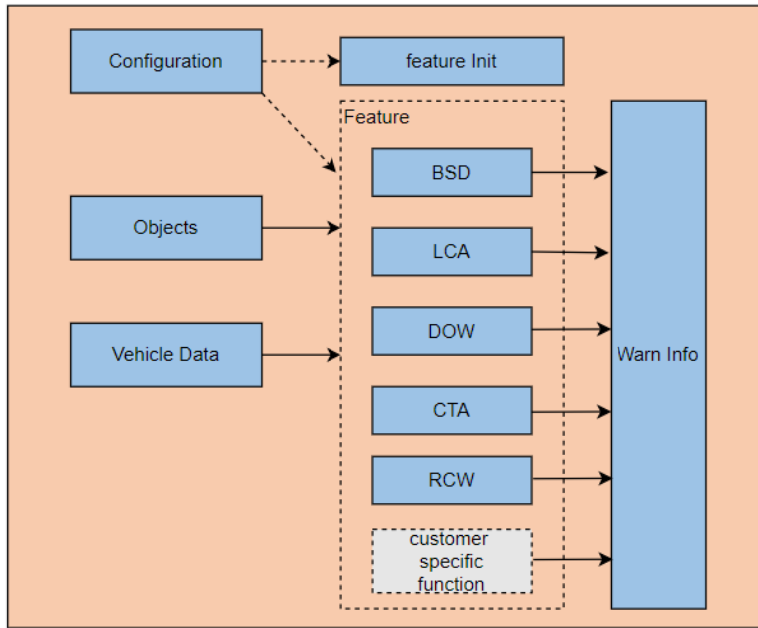 Configuration
feature Init
Feature
BSD
Objects
LCA
DOW
Vehicle Data
Warn Info
CTA
RCW
customer
specific
function